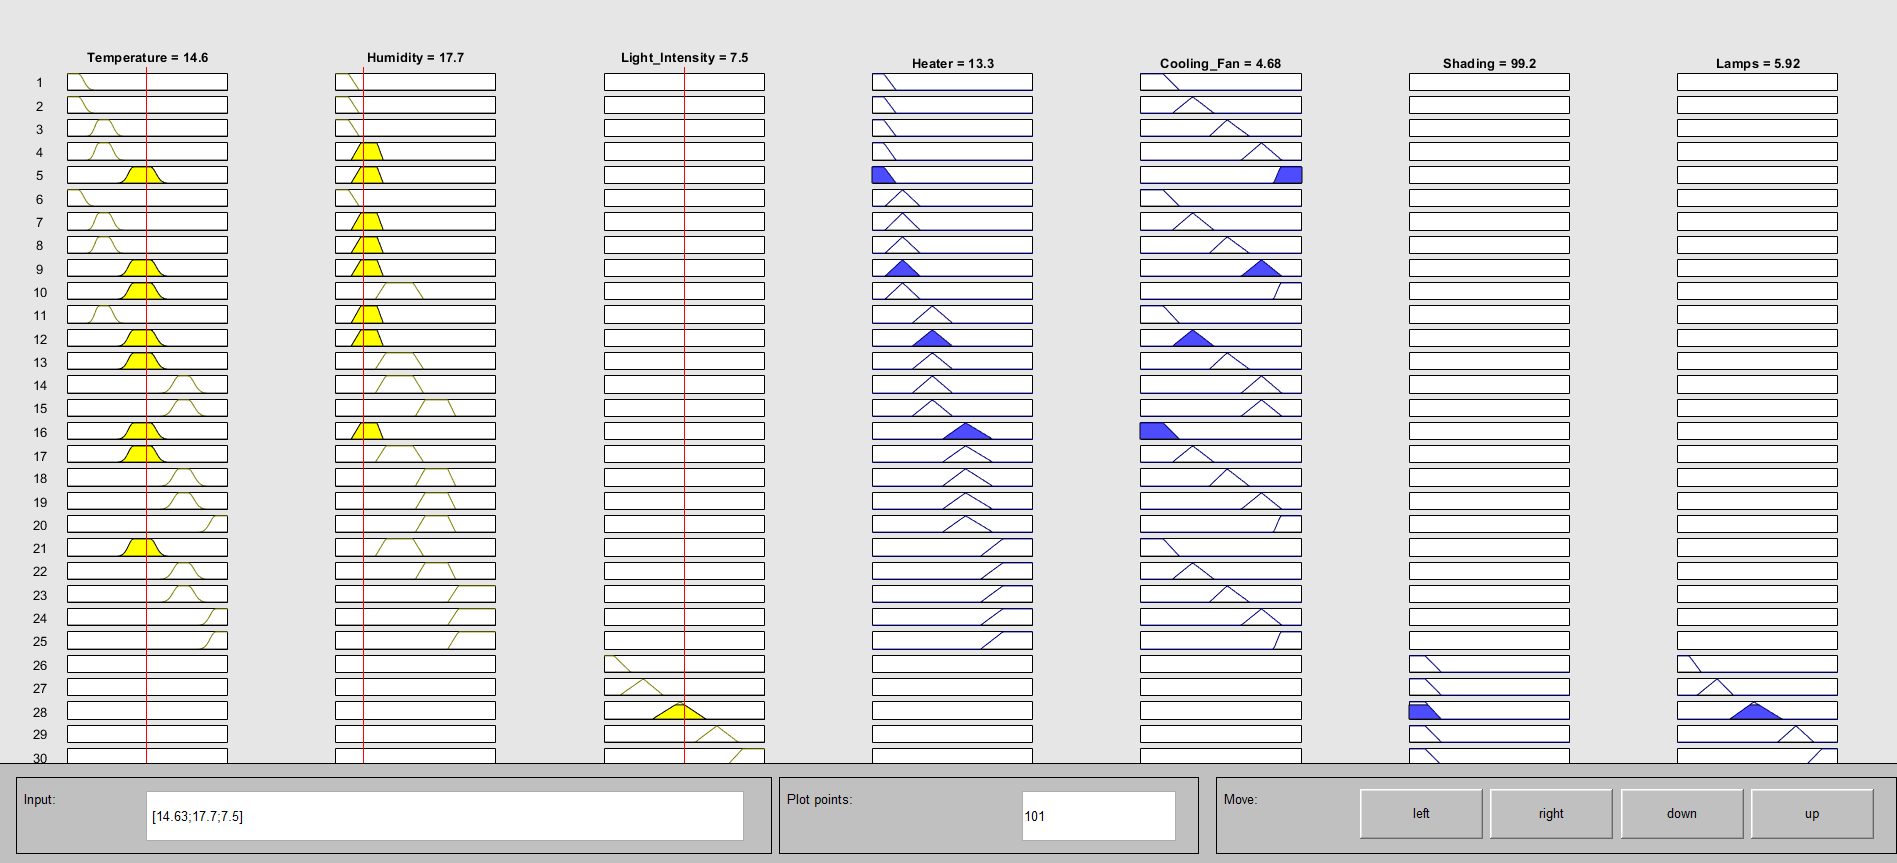 Temperature = 14.6
Humidity = 17.7
Light_Intensity = 7.5
Heater = 13.3
Cooling_Fan = 4.68
Shading = 99.2
Lamps = 5.92
1
2
3
4
5
6
7
8
9
10
11
12
13
14
15
16
17
18
19
20
21
22
23
24
25
26
27
28
29
30
Input:
[14.63;17.7;7.5]
Plot points:
101
Move:
left
right
down
up